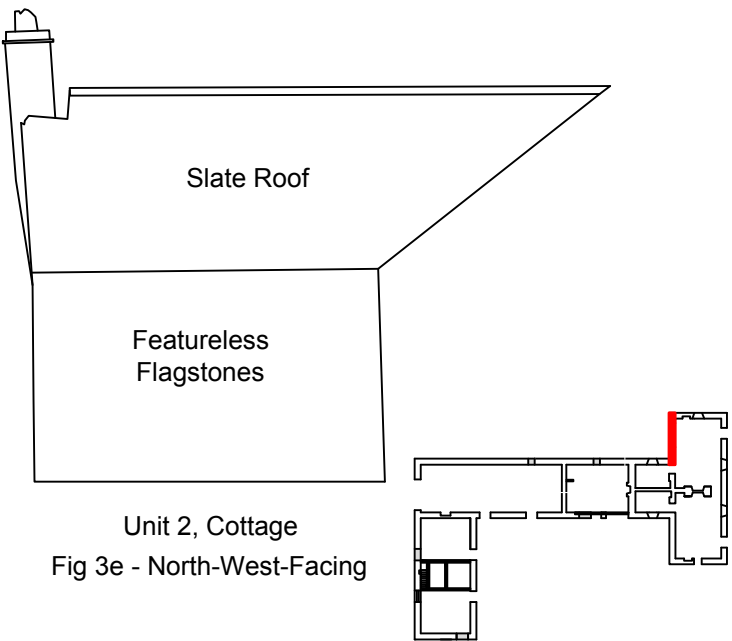 Slate Roof
Featureless
Flagstones
Unit 2, Cottage
Fig 3e - North-West-Facing